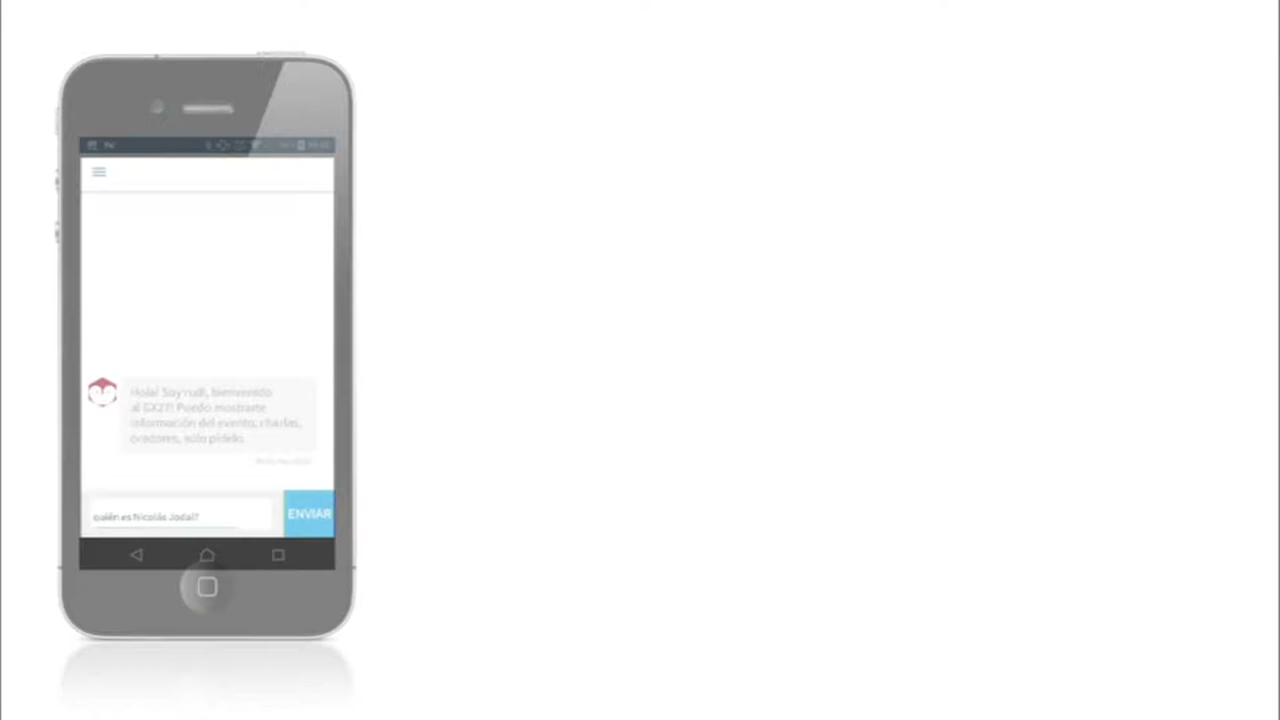 Hola! Soy rudi, bienvenido
al GX27! Puedo mostrarte
información del evento, charlas,
oradores, sólo pídelo.
quién es Nicolás Jodal?
ENVIAR